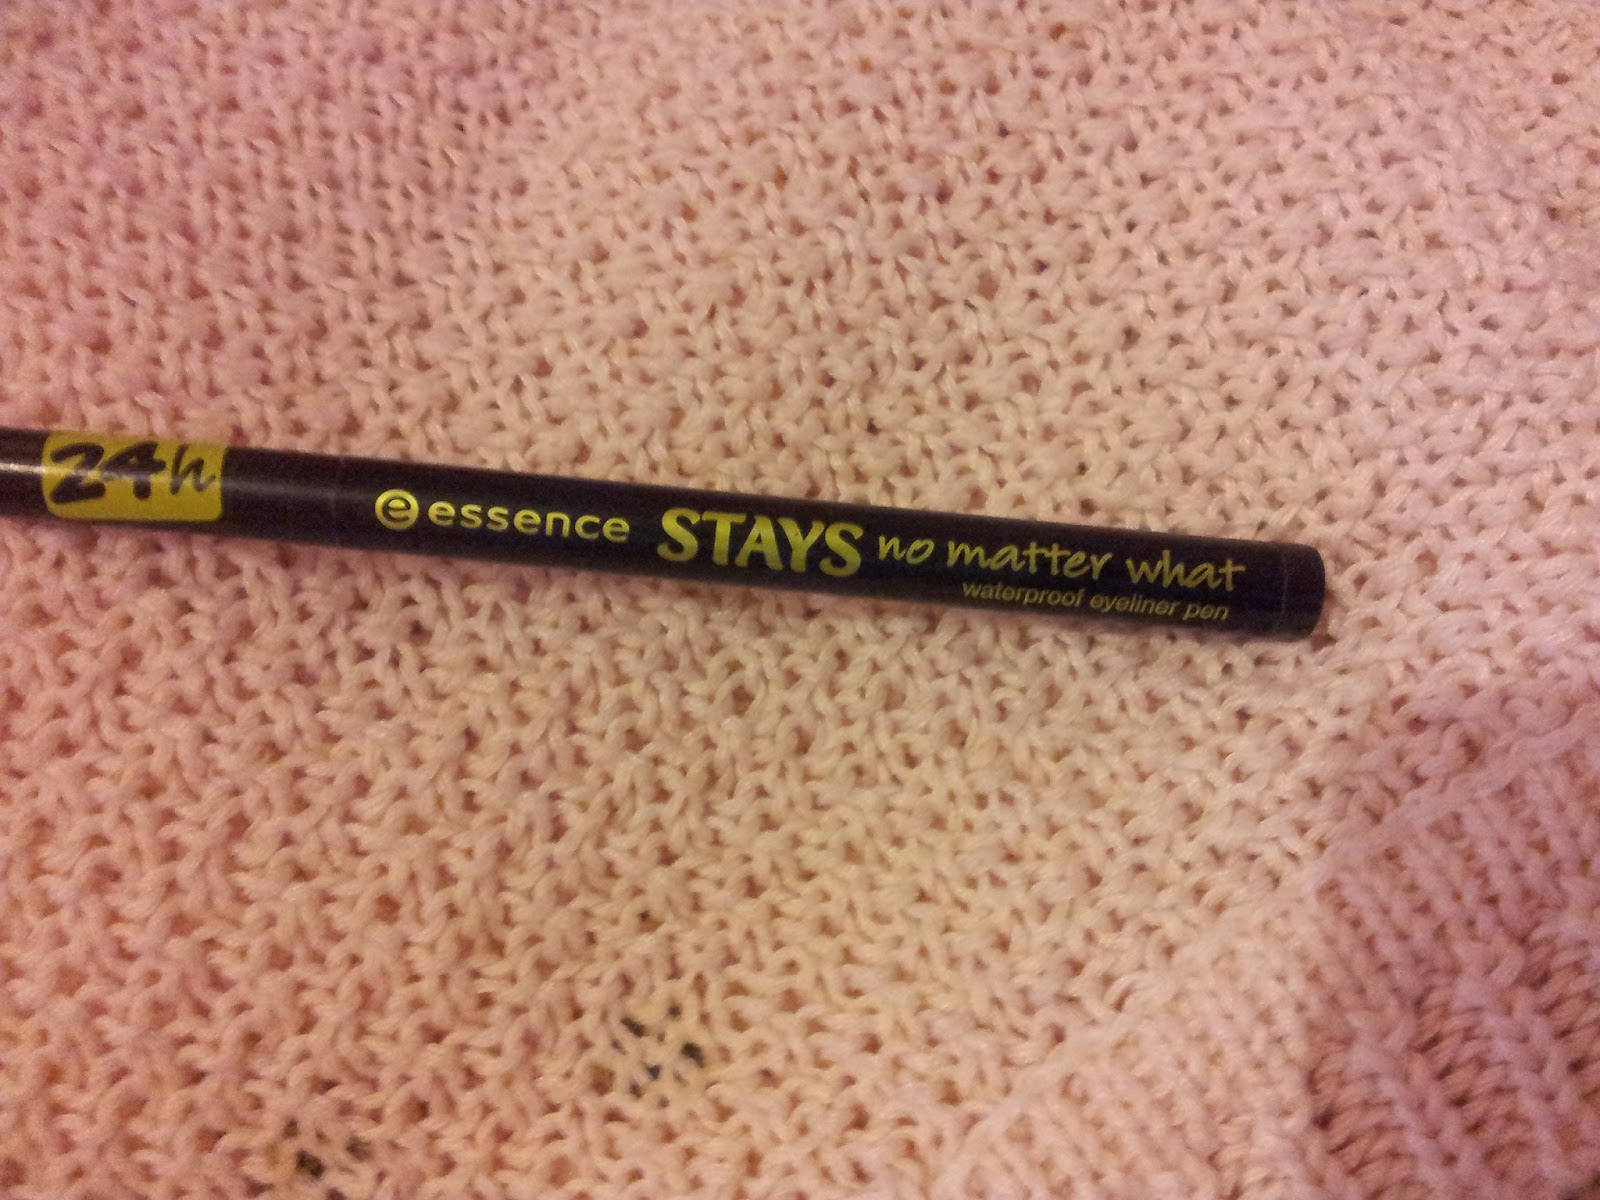 24h
e essence STAYS no matter what
waterproof eyeliner pen